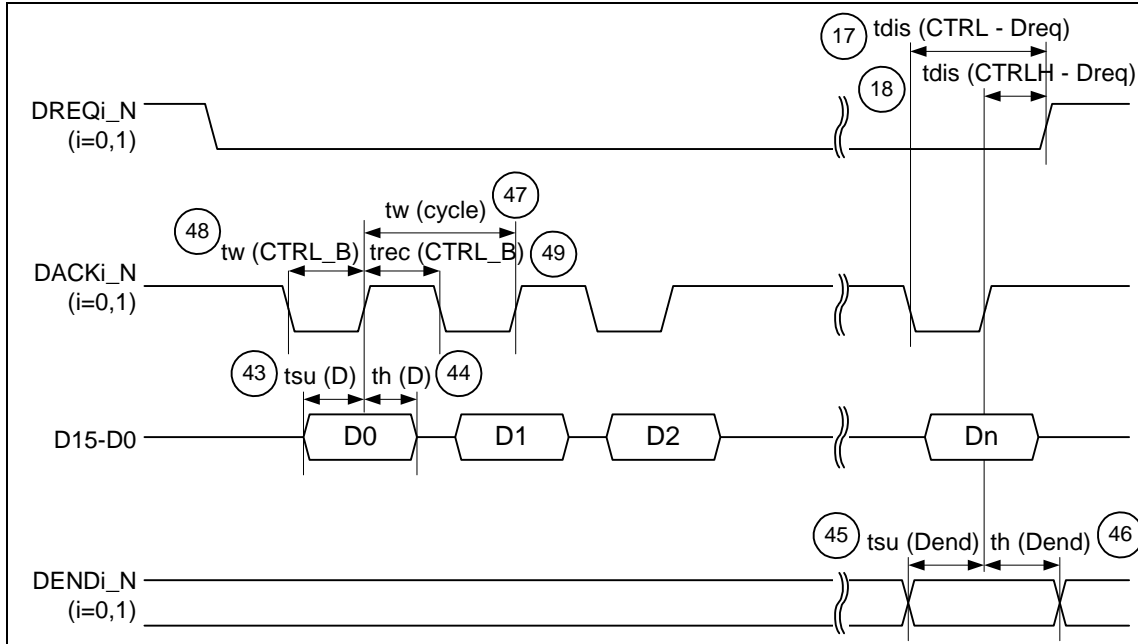 17 tdis (CTRL - Dreq)
18 tdis (CTRLH - Dreq)
DREQi_N
(i=0,1)
47
tw (cycle)
48 tw (CTRL_B) trec (CTRL_B) 49
DACKi_N
(i=0,1)
43 tsu (D) th (D) 44
D15-D0 D0 D1 D2 Dn
45 tsu (Dend) th (Dend) 46
DENDi_N
(i=0,1)